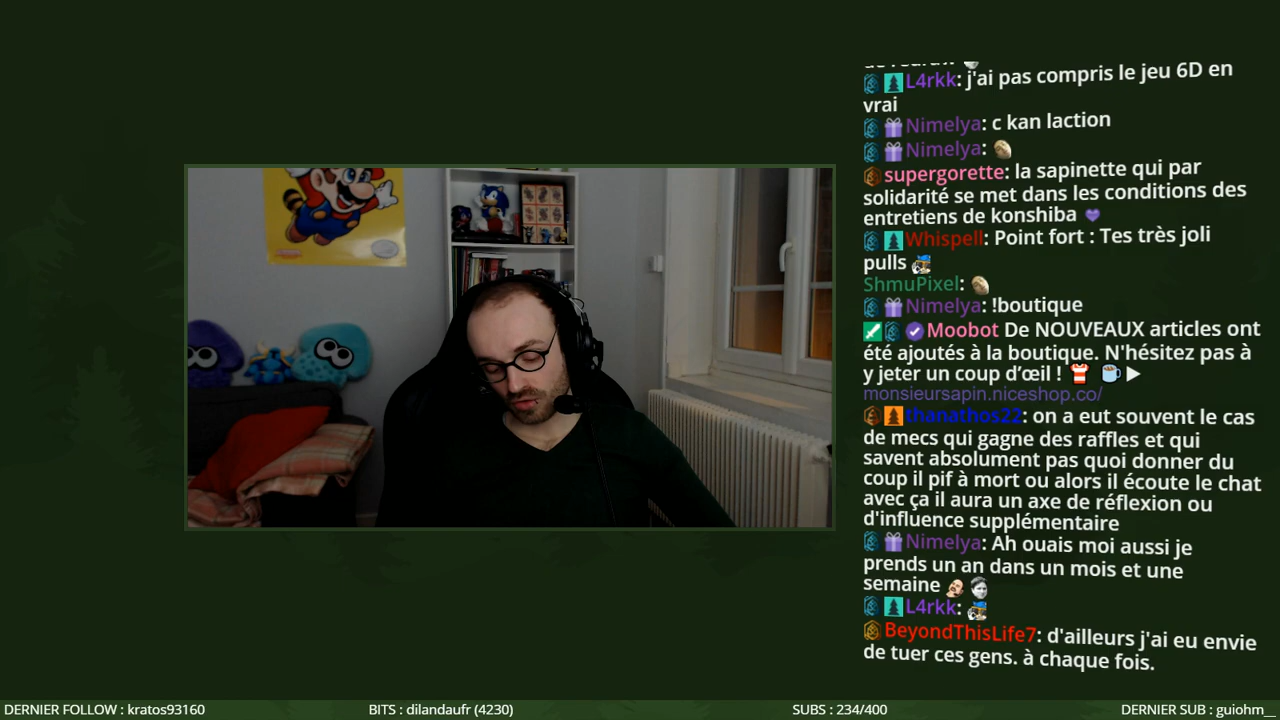 L4rkk: j'ai pas compris le jeu 6D en
vrai
Nimelya: c kan laction
Nimelya:
supergorette: la sapinette qui par
solidarité se met dans les conditions des
entretiens de konshiba
Whispell: Point fort : Tes très joli
pulls
ShmuPixel:
Nimelya: !boutique
Moobot De NOUVEAUX articles ont
été ajoutés à la boutique. N'hésitez pas à
y jeter un coup d’œil !
monsieursapin.niceshop.co/
thanathos22: on a eut souvent le cas
de mecs qui gagne des raffles et qui
savent absolument pas quoi donner du
coup il pif à mort ou alors il écoute le chat
avec ça il aura un axe de réflexion ou
d'influence supplémentaire
Nimelya: Ah ouais moi aussi je
prends un an dans un mois et une
semaine
L4rkk:
BeyondThisLife7: d'ailleurs j'ai eu envie
de tuer ces gens. à chaque fois.
DERNIER FOLLOW : kratos93160
BITS : dilandaufr (4230)
SUBS : 234/400
DERNIER SUB : guiohm__